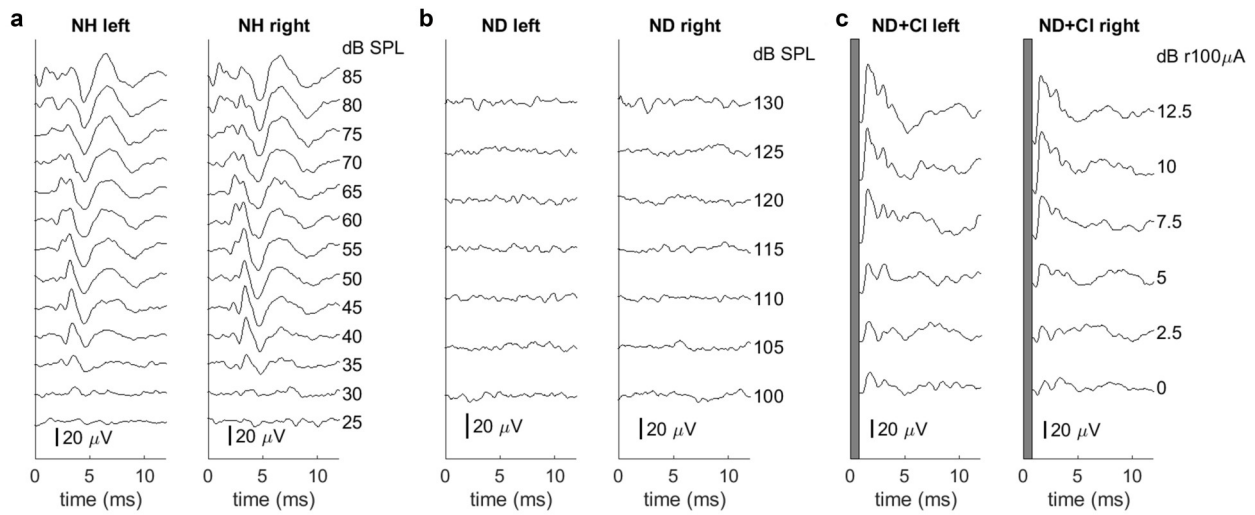 a
NH left
NH right
dB SPL
85
80
75
70
65
60
55
50
45
40
35
30
25
20 μV
20 μV
0 5 10
0 5 10
time (ms)
time (ms)
b
ND left
ND right
dB SPL
130
125
120
115
110
105
100
20 μV
20 μV
0 5 10
0 5 10
time (ms)
time (ms)
c
ND+CI left
ND+CI right
dB r100μA
12.5
10
7.5
5
2.5
0
20 μV
20 μV
0 5 10
0 5 10
time (ms)
time (ms)